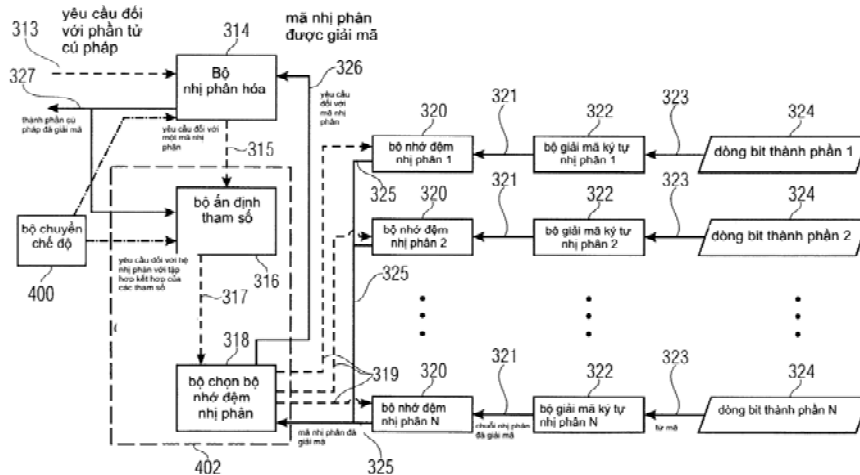 yêu cầu đối
với phần tử
cú pháp
313
327
thành phần cú
pháp đã giải mã
314
Bộ
nhị phân hóa
mã nhị phân
được giải mã
326
yêu cầu đối
với mã nhị
phân
yêu cầu đối với
một mã nhị
phân
315
bộ ấn định
tham số
316
bộ chuyển
chế độ
400
yêu cầu đối với hệ
nhị phân với tập
hợp kết hợp của
các tham số
317
318
bộ chọn bộ
nhớ đệm
nhị phân
402
319
320
bộ nhớ đệm
nhị phân 1
321
322
bộ giải mã ký tự
nhị phân 1
323
324
dòng bit thành phần 1
325
320
bộ nhớ đệm
nhị phân 2
321
322
bộ giải mã ký tự
nhị phân 2
323
324
dòng bit thành phần 2
325
320
bộ nhớ đệm
nhị phân N
321
chuỗi nhị phân
đã giải mã
322
bộ giải mã ký tự
nhị phân N
323
từ mã
324
dòng bit thành phần N
mã nhị phân đã
giải mã
325